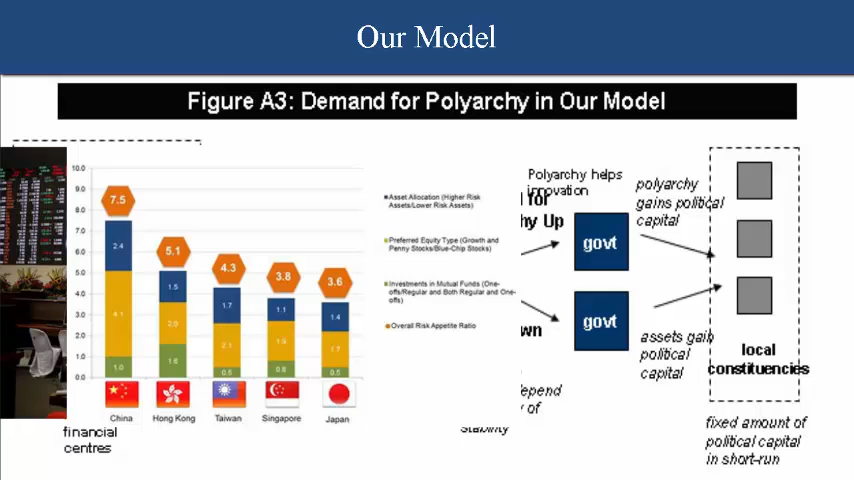 Our Model
Figure A3: Demand for Polyarchy in Our Model
10.0
9.0
8.0
7.0
6.0
5.0
4.0
3.0
2.0
1.0
0.0
7.5
2.4
4.1
1.0
5.1
1.5
2.0
1.6
4.3
1.7
2.1
0.5
3.8
1.1
1.9
0.8
3.6
1.4
1.7
0.5
China
Hong Kong
Taiwan
Singapore
Japan
Asset Allocation (Higher Risk
Assets/Lower Risk Assets)
Preferred Equity Type (Growth and
Penny Stocks/Blue-Chip Stocks)
Investments in Mutual Funds (One-
offs/Regular and Both Regular and One-
offs)
Overall Risk Appetite Ratio
Polyarchy helps
innovation
for
hy Up
govt
govt
wn
epend
y of
stability
polyarchy
gains political
capital
assets gain
political
capital
local
constituencies
fixed amount of
political capital
in short-run
financial
centres